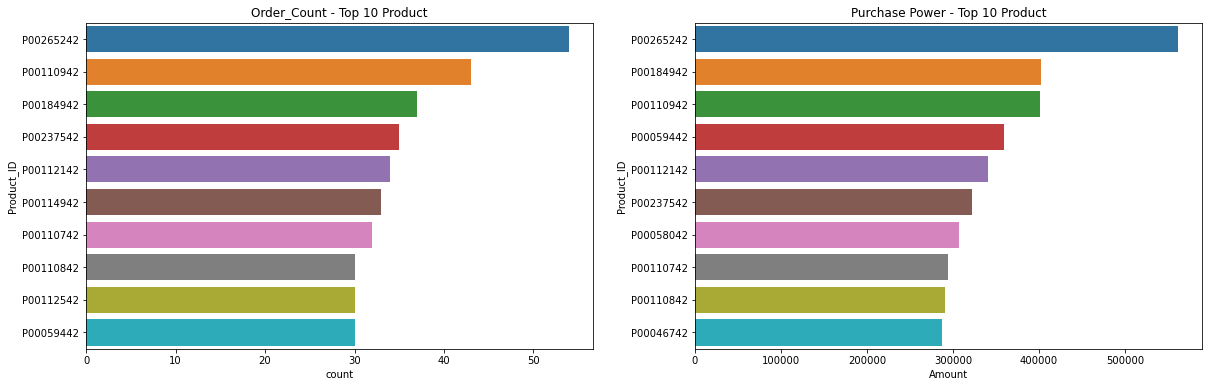 Order_Count - Top 10 Product
Product_ID
P00265242
P00110942
P00184942
P00237542
P00112142
P00114942
P00110742
P00110842
P00112542
P00059442
0 10 20 30 40 50
count
Purchase Power - Top 10 Product
Product_ID
P00265242
P00184942
P00110942
P00059442
P00112142
P00237542
P00058042
P00110742
P00110842
P00046742
0 100000 200000 300000 400000 500000
Amount